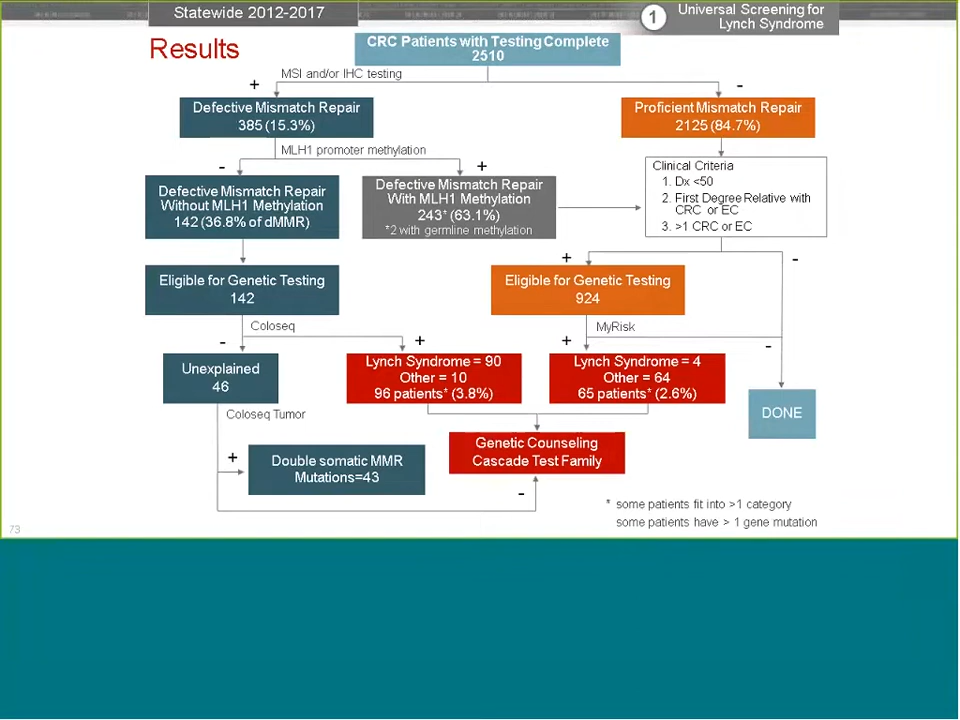 Statewide 2012-2017
1
Universal Screening for
Lynch Syndrome
Results
CRC Patients with Testing Complete
2510
MSI and/or IHC testing
+
-
Defective Mismatch Repair
385 (15.3%)
Proficient Mismatch Repair
2125 (84.7%)
MLH1 promoter methylation
-
+
Defective Mismatch Repair
Without MLH1 Methylation
142 (36.8% of dMMR)
Defective Mismatch Repair
With MLH1 Methylation
243* (63.1%)
*2 with germline methylation
Clinical Criteria
1. Dx <50
2. First Degree Relative with
CRC or EC
3. >1 CRC or EC
+
-
Eligible for Genetic Testing
142
Eligible for Genetic Testing
924
Coloseq
MyRisk
-
+
+
-
Unexplained
46
Lynch Syndrome = 90
Other = 10
96 patients* (3.8%)
Lynch Syndrome = 4
Other = 64
65 patients* (2.6%)
DONE
Coloseq Tumor
+
Double somatic MMR
Mutations=43
Genetic Counseling
Cascade Test Family
-
* some patients fit into >1 category
some patients have > 1 gene mutation
73